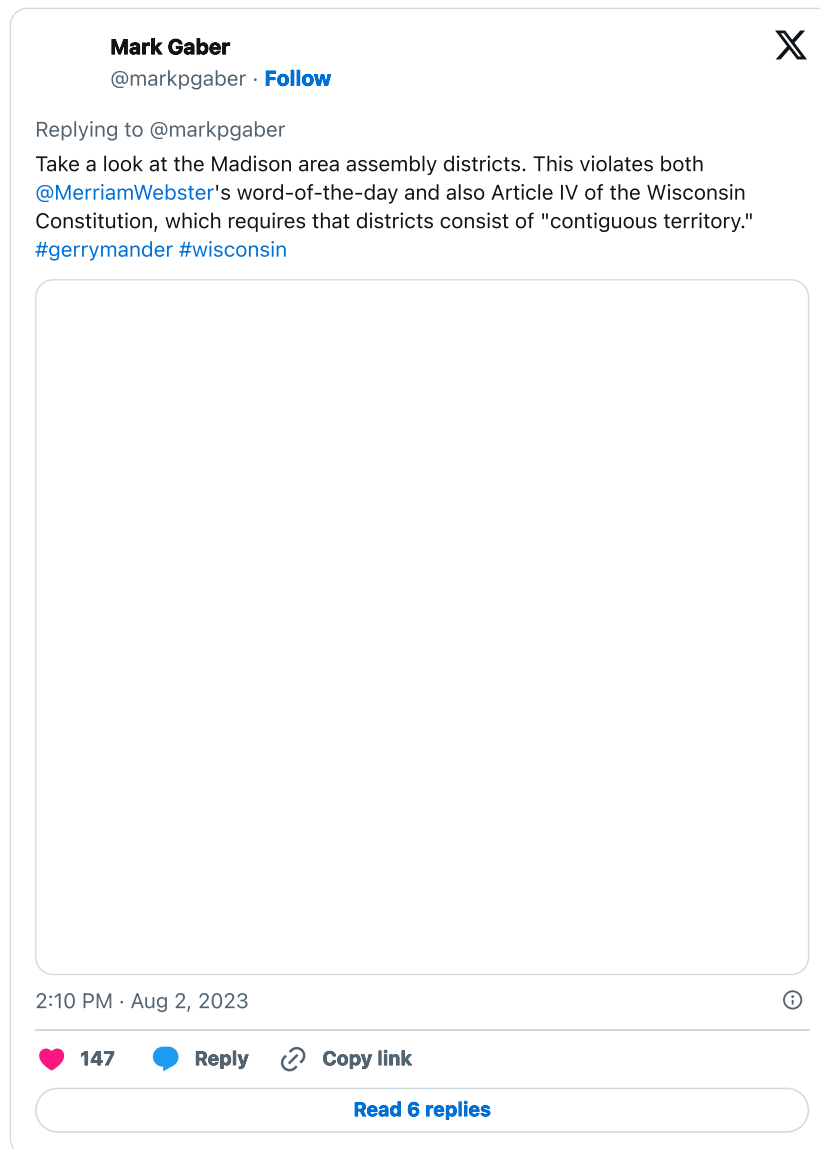 Mark Gaber
@markpgaber · Follow
Replying to @markpgaber
Take a look at the Madison area assembly districts. This violates both
@MerriamWebster's word-of-the-day and also Article IV of the Wisconsin
Constitution, which requires that districts consist of "contiguous territory."
#gerrymander #wisconsin
2:10 PM · Aug 2, 2023
147 Reply Copy link
Read 6 replies